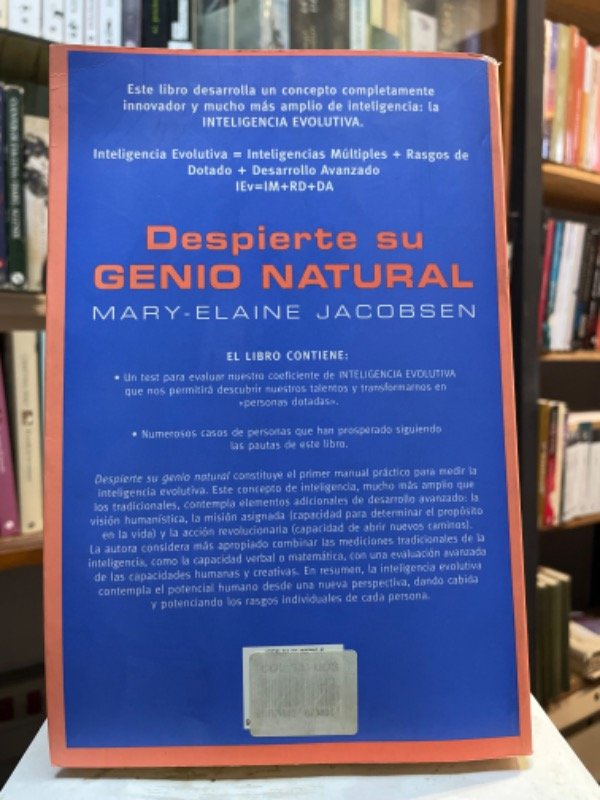 Este libro desarrolla un concepto completamente
innovador y mucho más amplio de inteligencia: la
INTELIGENCIA EVOLUTIVA.
Inteligencia Evolutiva = Inteligencias Múltiples + Rasgos de
Dotado + Desarrollo Avanzado
IEv=IM+RD+DA
Despierte su
GENIO NATURAL
MARY-ELAINE JACOBSEN
EL LIBRO CONTIENE:
• Un test para evaluar nuestro coeficiente de INTELIGENCIA EVOLUTIVA
que nos permitirá descubrir nuestros talentos y transformarnos en
«personas dotadas».
• Numerosos casos de personas que han prosperado siguiendo
las pautas de este libro.
Despierte su genio natural constituye el primer manual práctico para medir la
inteligencia evolutiva. Este concepto de inteligencia, mucho más amplio que
los tradicionales, contempla elementos adicionales de desarrollo avanzado: la
visión humanística, la misión asignada (capacidad para determinar el propósito
en la vida) y la acción revolucionaria (capacidad de abrir nuevos caminos).
La autora considera más apropiado combinar las mediciones tradicionales de la
inteligencia, como la capacidad verbal o matemática, con una evaluación avanzada
de las capacidades humanas y creativas. En resumen, la inteligencia evolutiva
contempla el potencial humano desde una nueva perspectiva, dando cabida
y potenciando los rasgos individuales de cada persona.